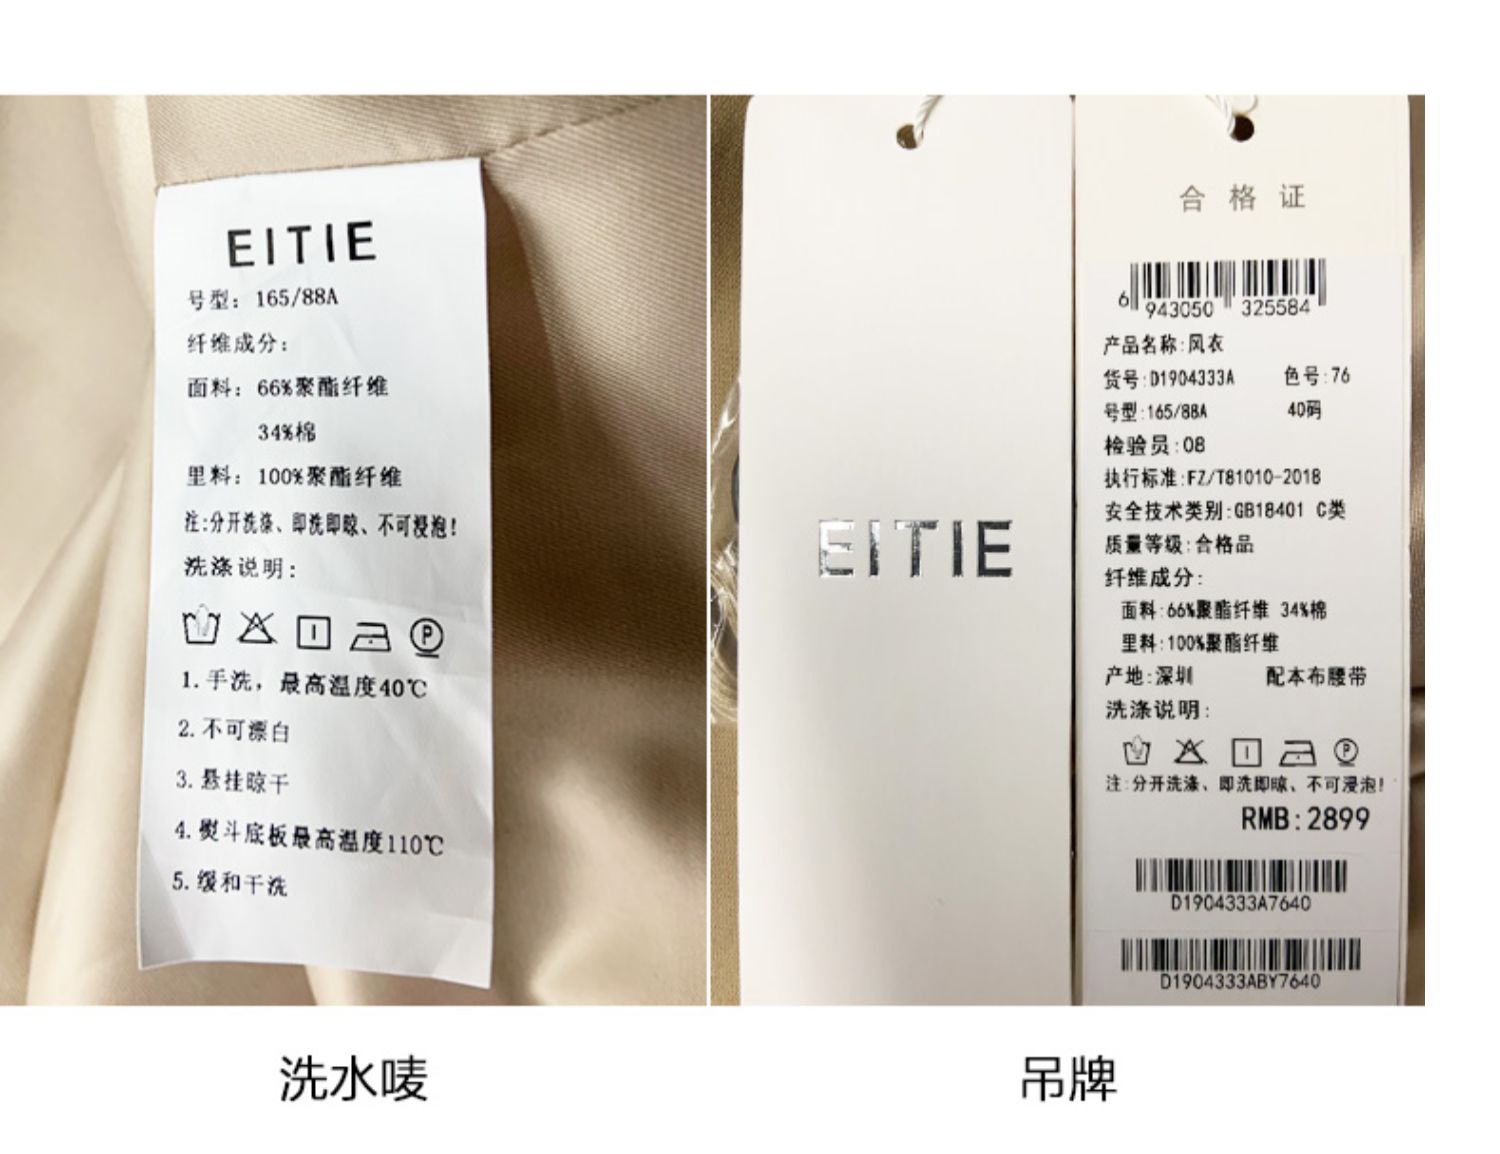 EITIE
号型：165/88A
纤维成分：
面料：66%聚酯纤维
34%棉
里料：100%聚酯纤维
注:分开洗涤、即洗即晾、不可浸泡!
洗涤说明：
P
1.手洗，最高温度40℃
2.不可漂白
3.悬挂晾干
4.熨斗底板最高温度110℃
5.缓和干洗
洗水唛
EITIE
合格证
6 943050 325584
产品名称:风衣
货号:D1904333A 色号:76
号型:165/88A 40码
检验员:08
执行标准:FZ/T81010-2018
安全技术类别:GB18401 C类
质量等级:合格品
纤维成分:
面料:66%聚酯纤维 34%棉
里料:100%聚酯纤维
产地:深圳 配本布腰带
洗涤说明:
P
注:分开洗涤、即洗即晾、不可浸泡!
RMB:2899
D1904333A7640
D1904333ABY7640
吊牌